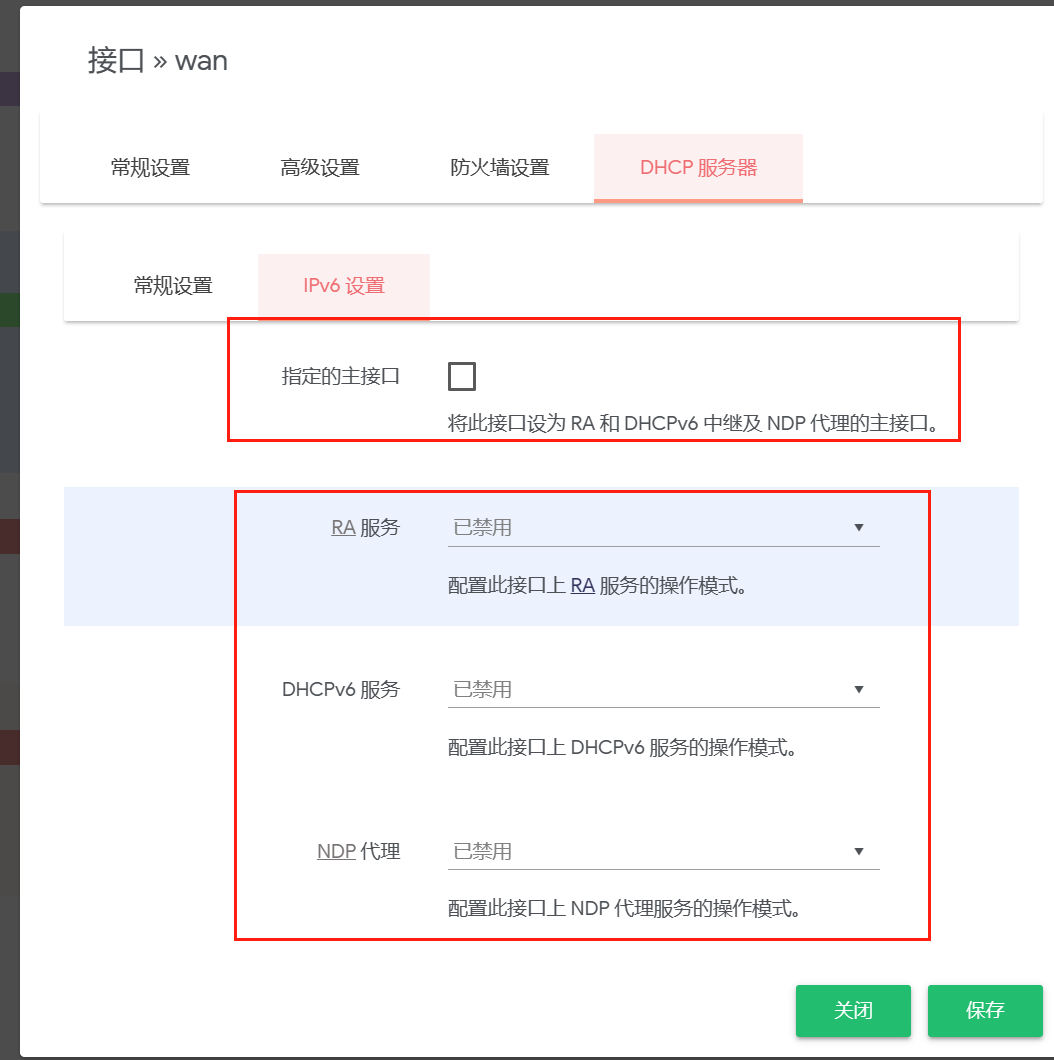 接口 » wan
常规设置 高级设置 防火墙设置 DHCP 服务器
常规设置 IPv6 设置
指定的主接口
将此接口设为 RA 和 DHCPv6 中继及 NDP 代理的主接口。
RA 服务 已禁用
配置此接口上 RA 服务的操作模式。
DHCPv6 服务 已禁用
配置此接口上 DHCPv6 服务的操作模式。
NDP 代理 已禁用
配置此接口上 NDP 代理服务的操作模式。
关闭 保存